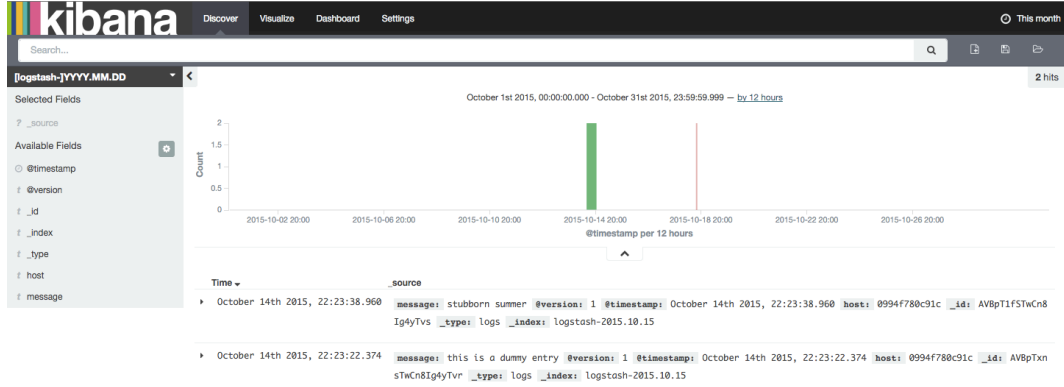 kibana Discover Visualize Dashboard Settings This month
Search...
[logstash-]YYYY.MM.DD 2 hits
Selected Fields
? _source
Available Fields
@timestamp
t @version
t _id
t _index
t _type
t host
t message
October 1st 2015, 00:00:00.000 - October 31st 2015, 23:59:59.999 — by 12 hours
Count
2
1.5
1
0.5
0
2015-10-02 20:00 2015-10-06 20:00 2015-10-10 20:00 2015-10-14 20:00 2015-10-18 20:00 2015-10-22 20:00 2015-10-26 20:00
@timestamp per 12 hours
Time _source
October 14th 2015, 22:23:38.960 message: stubborn summer @version: 1 @timestamp: October 14th 2015, 22:23:38.960 host: 0994f780c91c _id: AVBpT1fSTwCn8
Ig4yTvs _type: logs _index: logstash-2015.10.15
October 14th 2015, 22:23:22.374 message: this is a dummy entry @version: 1 @timestamp: October 14th 2015, 22:23:22.374 host: 0994f780c91c _id: AVBpTxn
sTwCn8Ig4yTvr _type: logs _index: logstash-2015.10.15